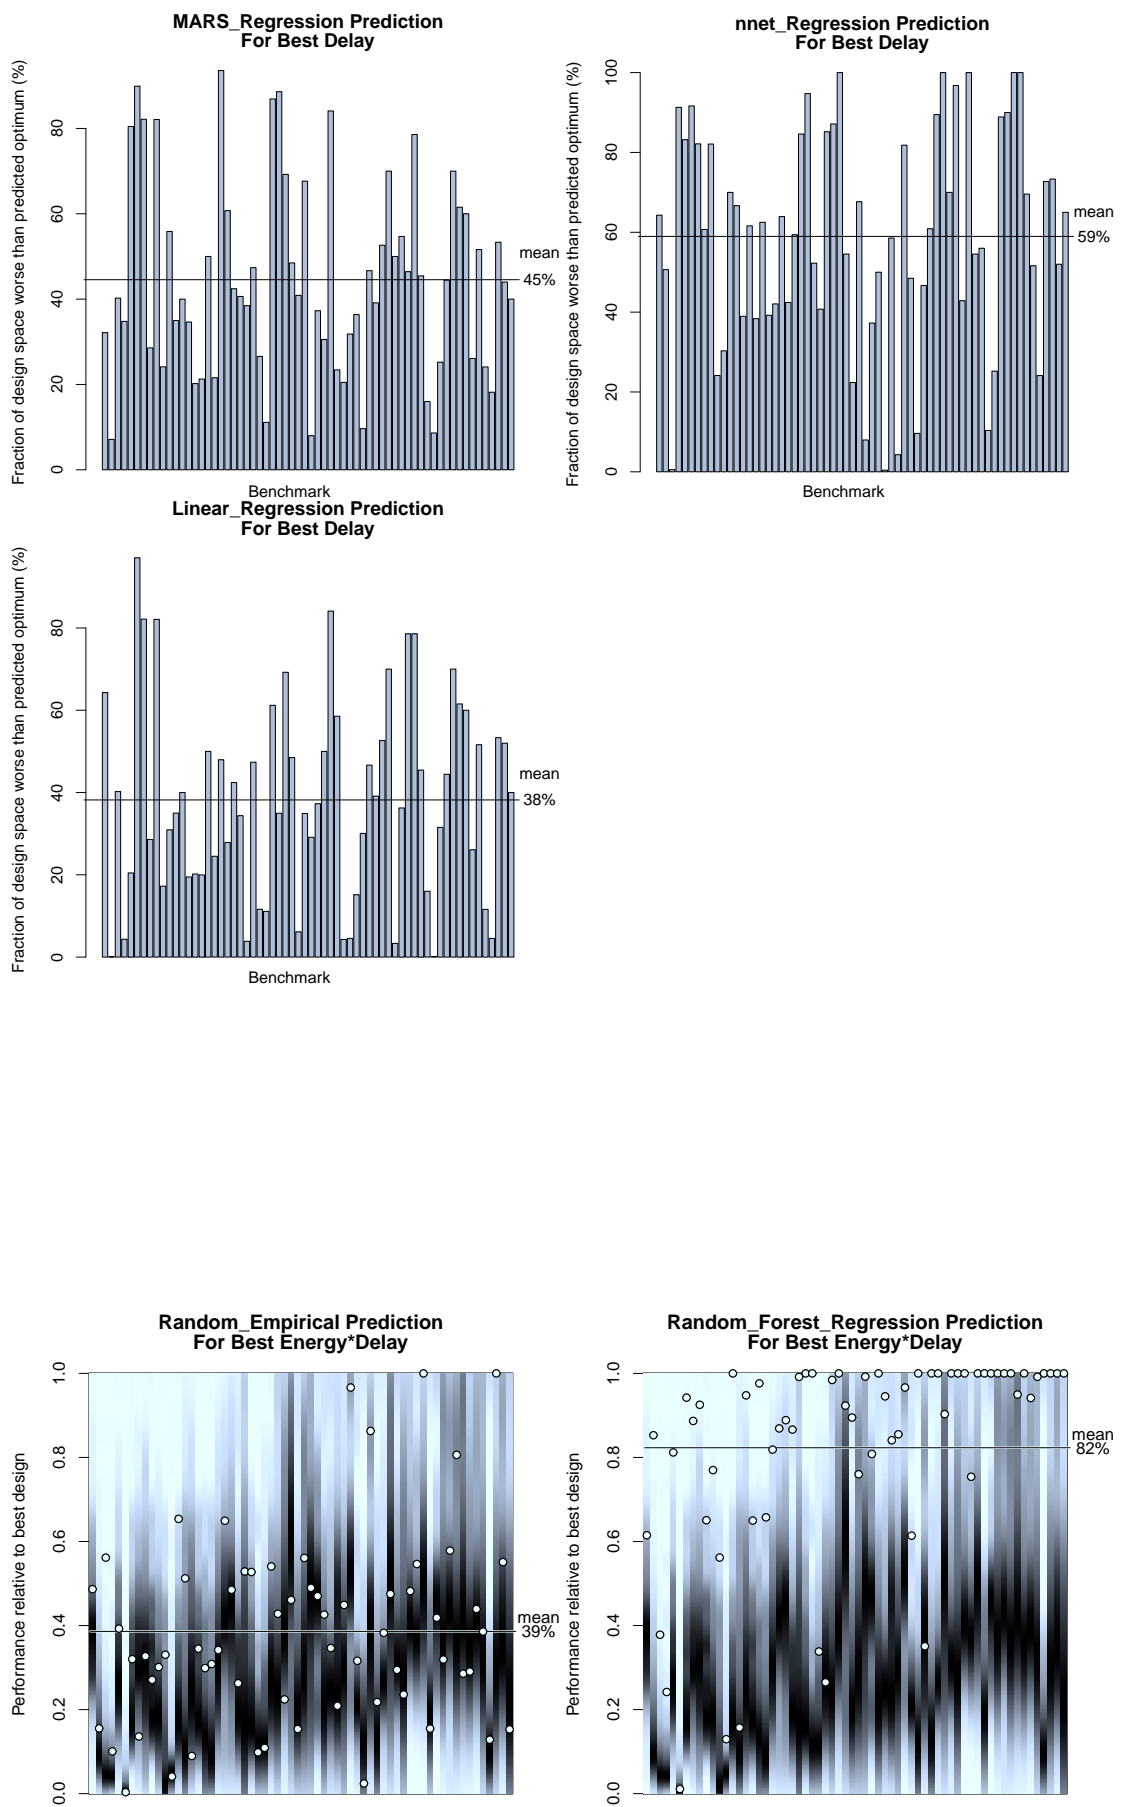 MARS_Regression Prediction
For Best Delay
Fraction of design space worse than predicted optimum (%)
80
60
40
20
0
mean
45%
Benchmark
nnet_Regression Prediction
For Best Delay
Fraction of design space worse than predicted optimum (%)
100
80
60
40
20
0
mean
59%
Benchmark
Linear_Regression Prediction
For Best Delay
Fraction of design space worse than predicted optimum (%)
80
60
40
20
0
mean
38%
Benchmark
Random_Empirical Prediction
For Best Energy*Delay
Performance relative to best design
1.0
0.8
0.6
0.4
0.2
0.0
mean
39%
Random_Forest_Regression Prediction
For Best Energy*Delay
Performance relative to best design
1.0
0.8
0.6
0.4
0.2
0.0
mean
82%